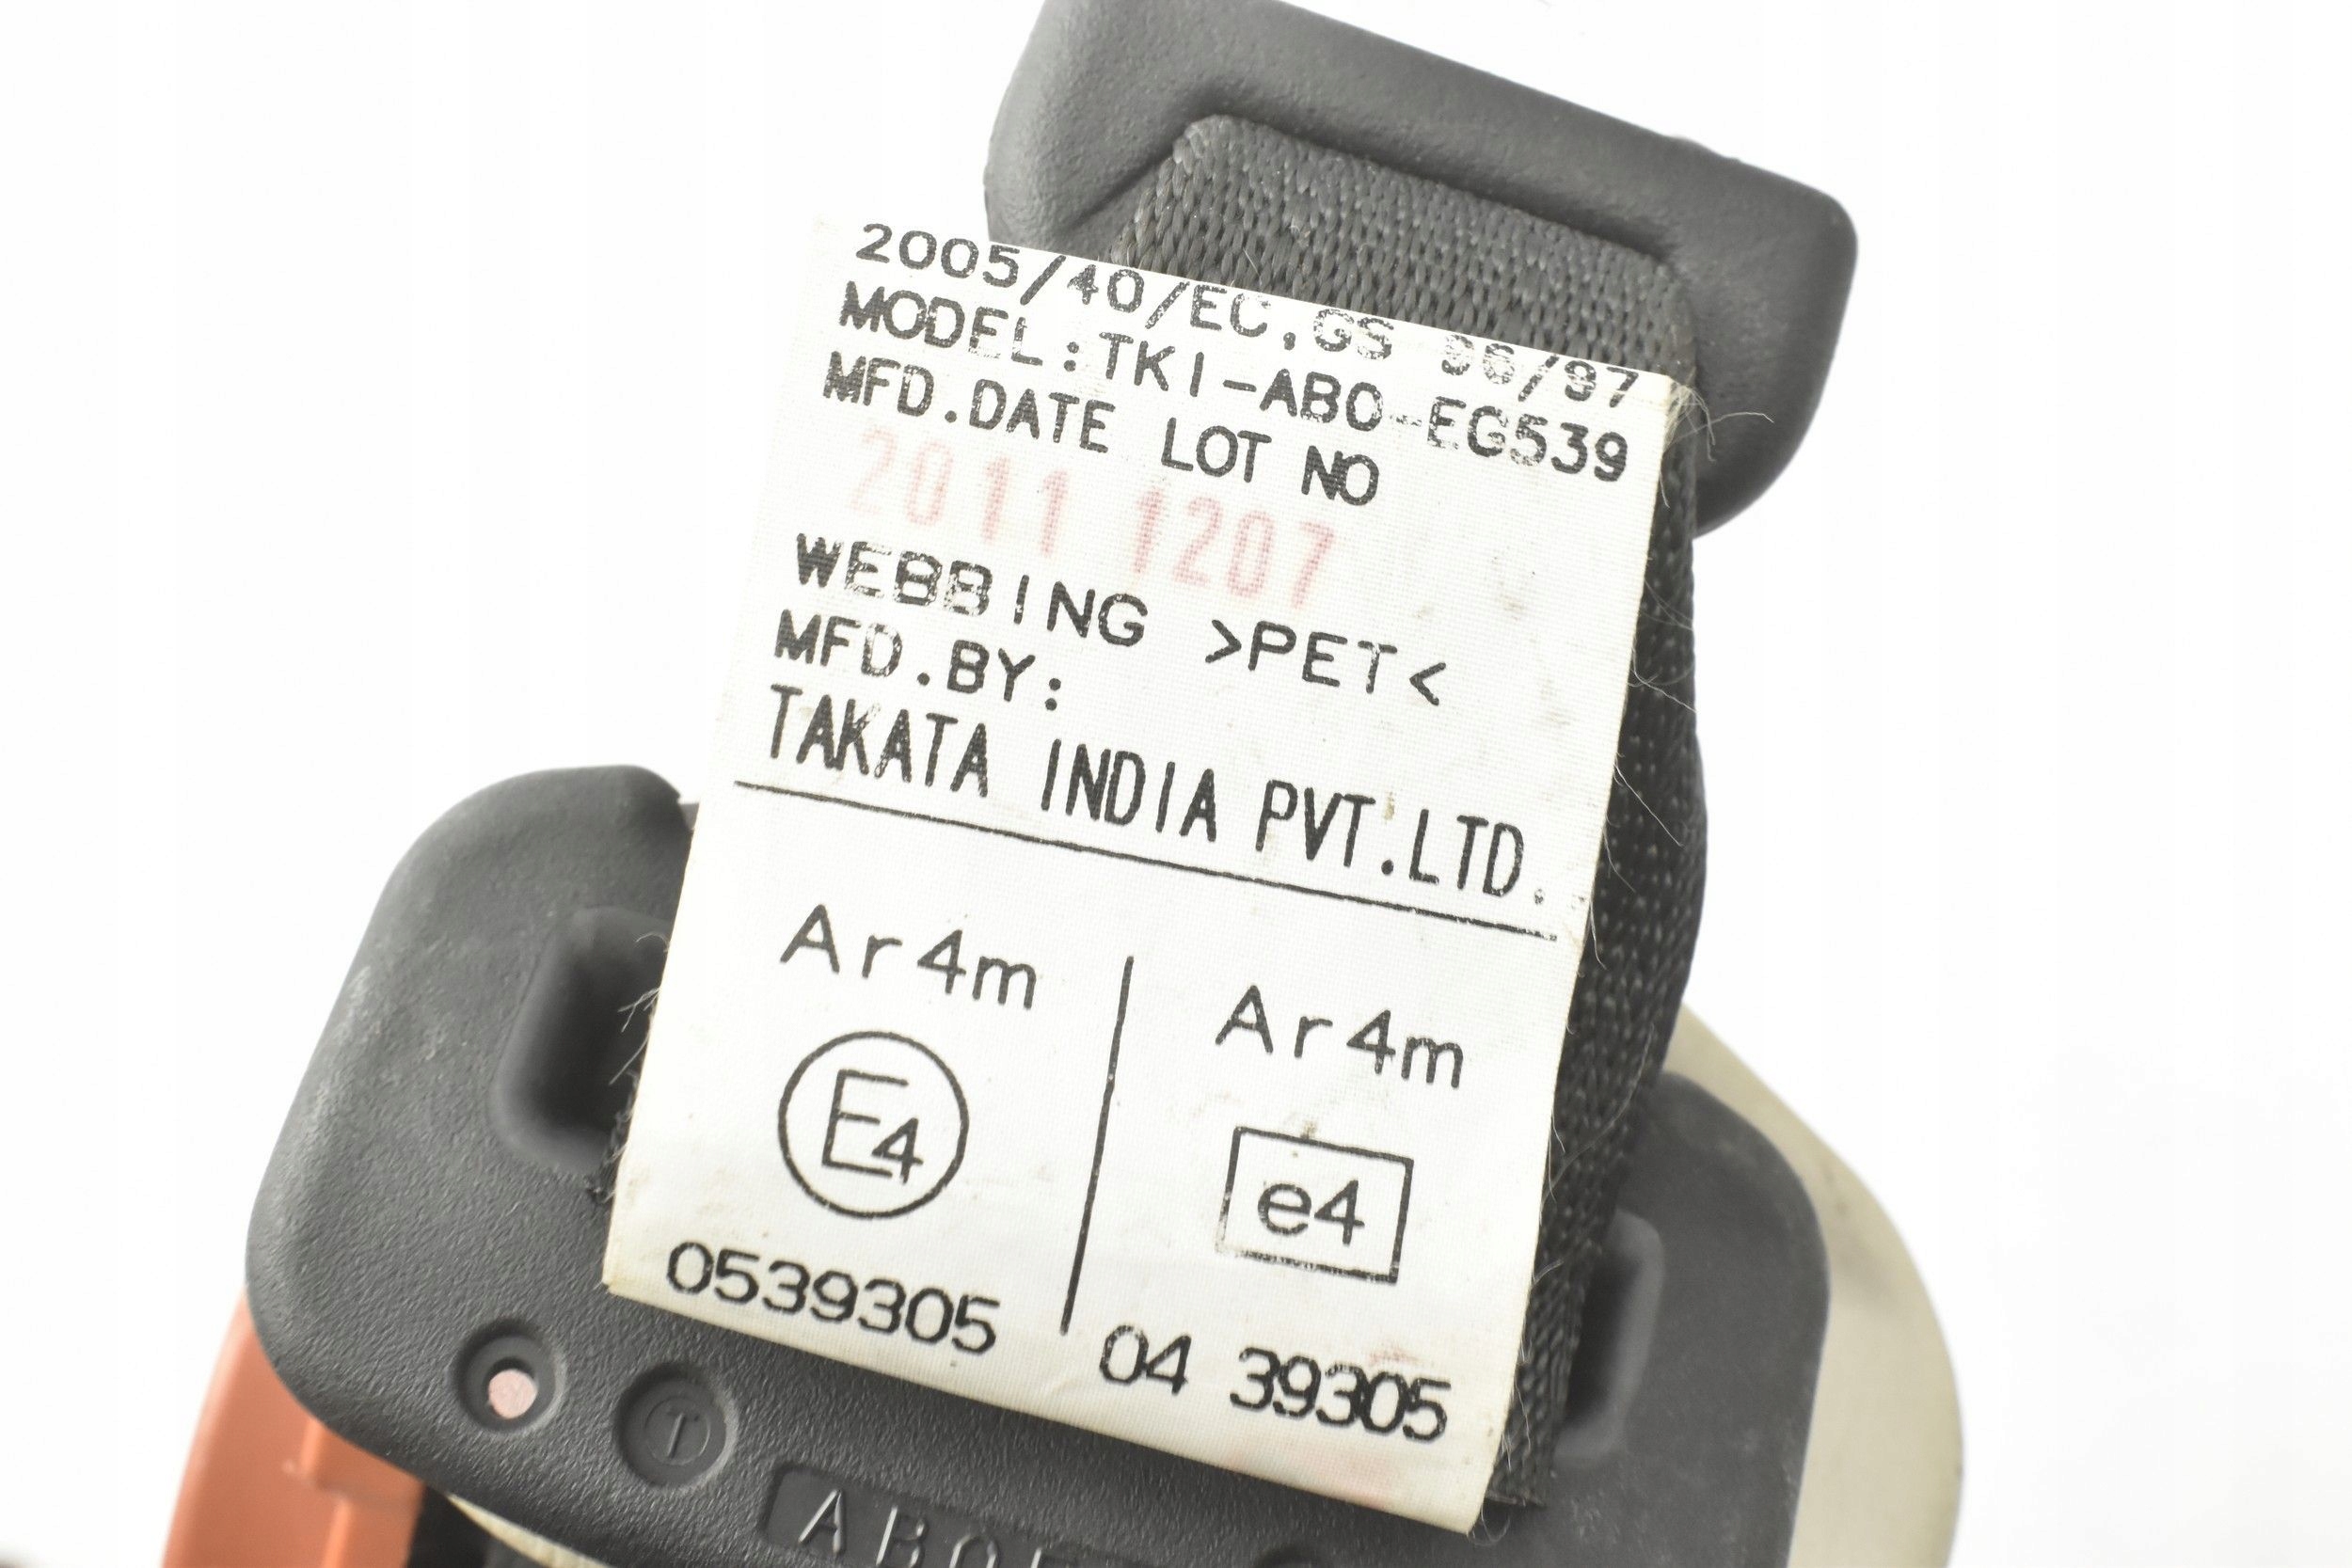 2005/40/EC,GS 96/97
MODEL:TKI-AB0-EG539
MFD.DATE LOT NO
2011 1207
WEBBING >PET<
MFD.BY:
TAKATA INDIA PVT.LTD.
Ar4m
E4
0539305
Ar4m
e4
04 39305
T